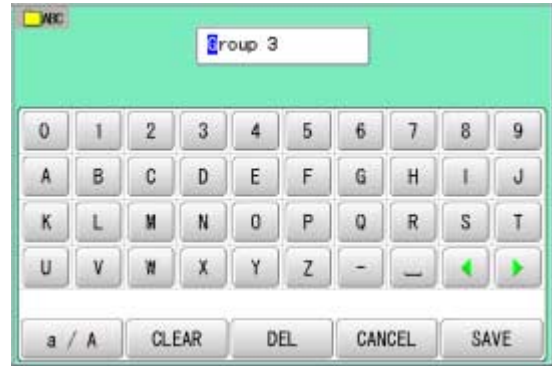 ABC
Group 3
0 1 2 3 4 5 6 7 8 9
A B C D E F G H I J
K L M N O P Q R S T
U V W X Y Z - _
a / A CLEAR DEL CANCEL SAVE